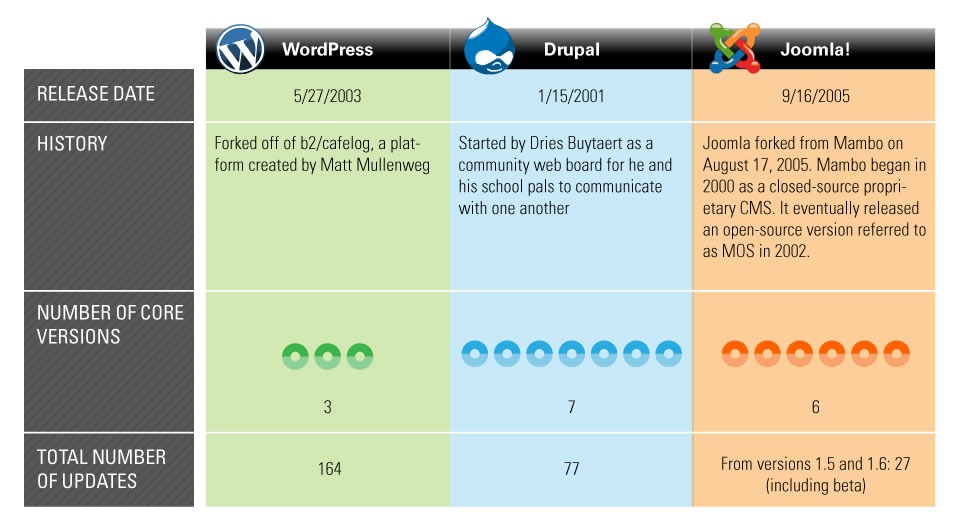 WordPress
Drupal
Joomla!
RELEASE DATE
5/27/2003
1/15/2001
9/16/2005
HISTORY
Forked off of b2/cafelog, a plat-
form created by Matt Mullenweg
Started by Dries Buytaert as a
community web board for he and
his school pals to communicate
with one another
Joomla forked from Mambo on
August 17, 2005. Mambo began in
2000 as a closed-source propri-
etary CMS. It eventually released
an open-source version referred to
as MOS in 2002.
NUMBER OF CORE
VERSIONS
3
7
6
TOTAL NUMBER
OF UPDATES
164
77
From versions 1.5 and 1.6: 27
(including beta)